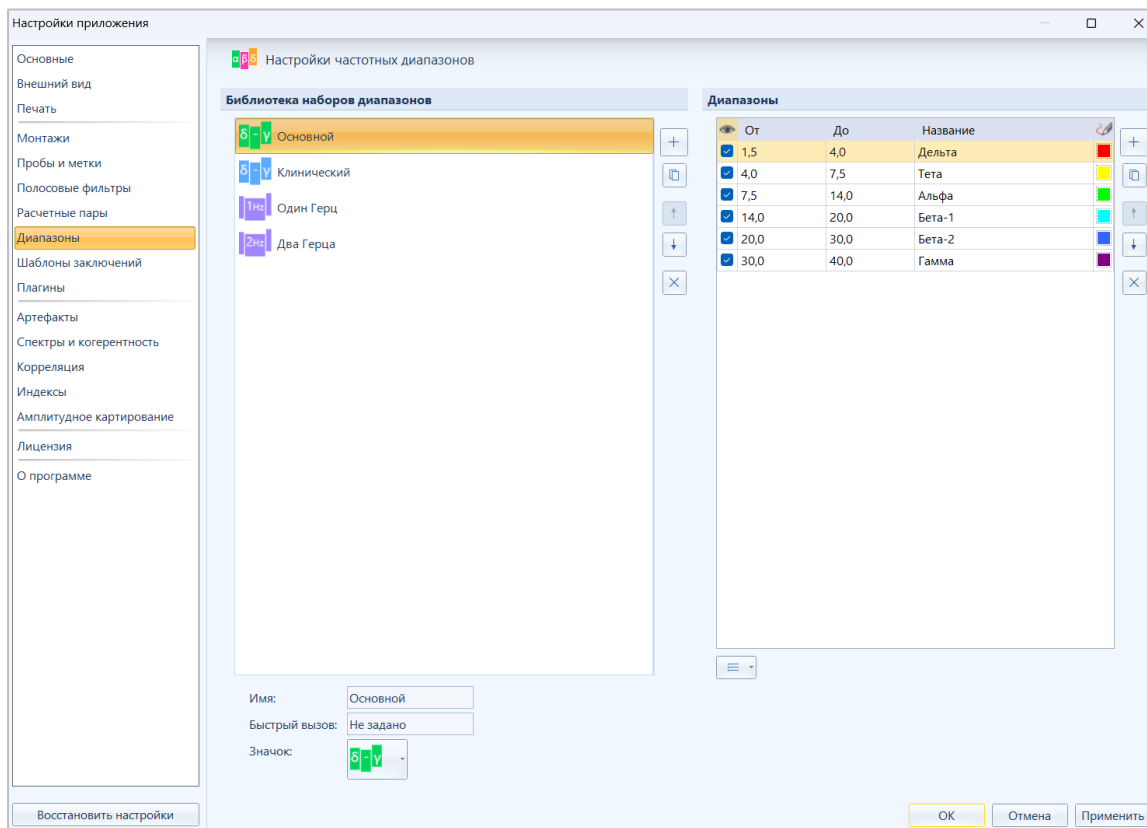 Настройки приложения
Основные
Внешний вид
Печать
Монтажи
Пробы и метки
Полосовые фильтры
Расчетные пары
Диапазоны
Шаблоны заключений
Плагины
Артефакты
Спектры и когерентность
Корреляция
Индексы
Амплитудное картирование
Лицензия
О программе
Восстановить настройки
α β δ Настройки частотных диапазонов
Библиотека наборов диапазонов
δ - γ Основной
δ - γ Клинический
1Hz Один Герц
2Hz Два Герца
Имя: Основной
Быстрый вызов: Не задано
Значок: δ - γ
Диапазоны
От До Название
1,5 4,0 Дельта
4,0 7,5 Тета
7,5 14,0 Альфа
14,0 20,0 Бета-1
20,0 30,0 Бета-2
30,0 40,0 Гамма
ОК Отмена Применить